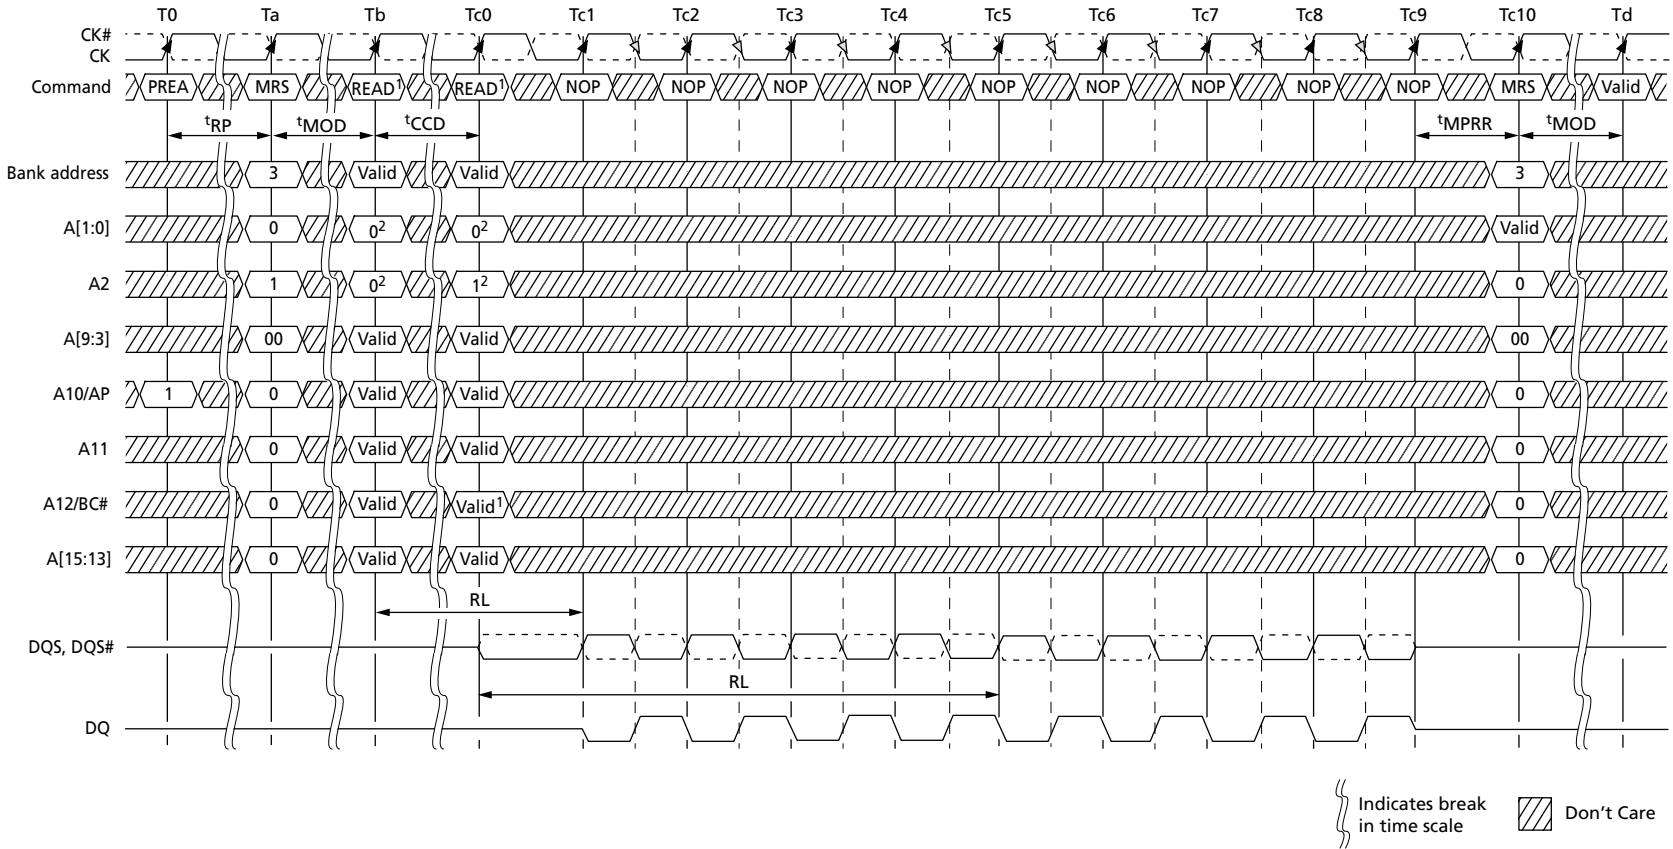 T0 Ta Tb Tc0 Tc1 Tc2 Tc3 Tc4 Tc5 Tc6 Tc7 Tc8 Tc9 Tc10 Td
CK#
CK
Command PREA MRS READ1 READ1 NOP NOP NOP NOP NOP NOP NOP NOP NOP MRS Valid
tRP tMOD tCCD tMPRR tMOD
Bank address 3 Valid Valid 3
A[1:0] 0 02 02 Valid
A2 1 02 12 0
A[9:3] 00 Valid Valid 00
A10/AP 1 0 Valid Valid 0
A11 0 Valid Valid 0
A12/BC# 0 Valid Valid1 0
A[15:13] 0 Valid Valid 0
RL
DQS, DQS#
RL
DQ
Indicates break
in time scale
Don't Care